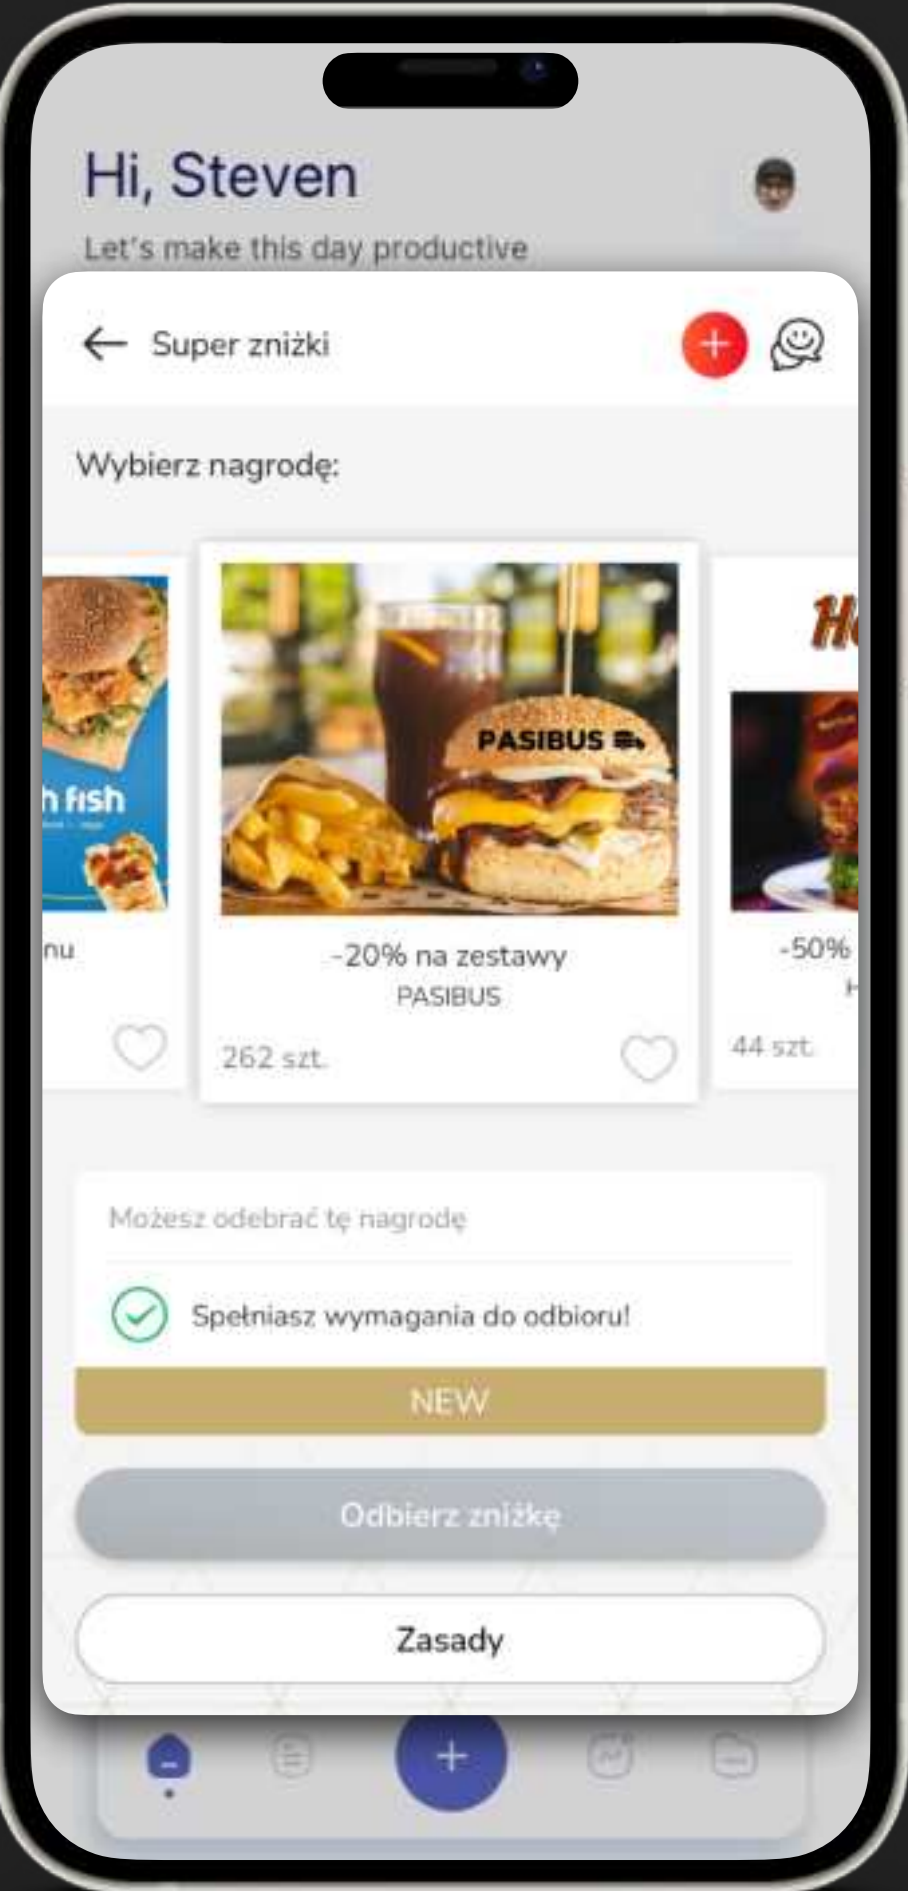 Hi, Steven
Let's make this day productive
Super zniżki
Wybierz nagrodę:
PASIBUS
fish
nu
-20% na zestawy
PASIBUS
262 szt.
-50%
44 szt.
Możesz odebrać tę nagrodę
Spełniasz wymagania do odbioru!
NEW
Odbierz zniżkę
Zasady